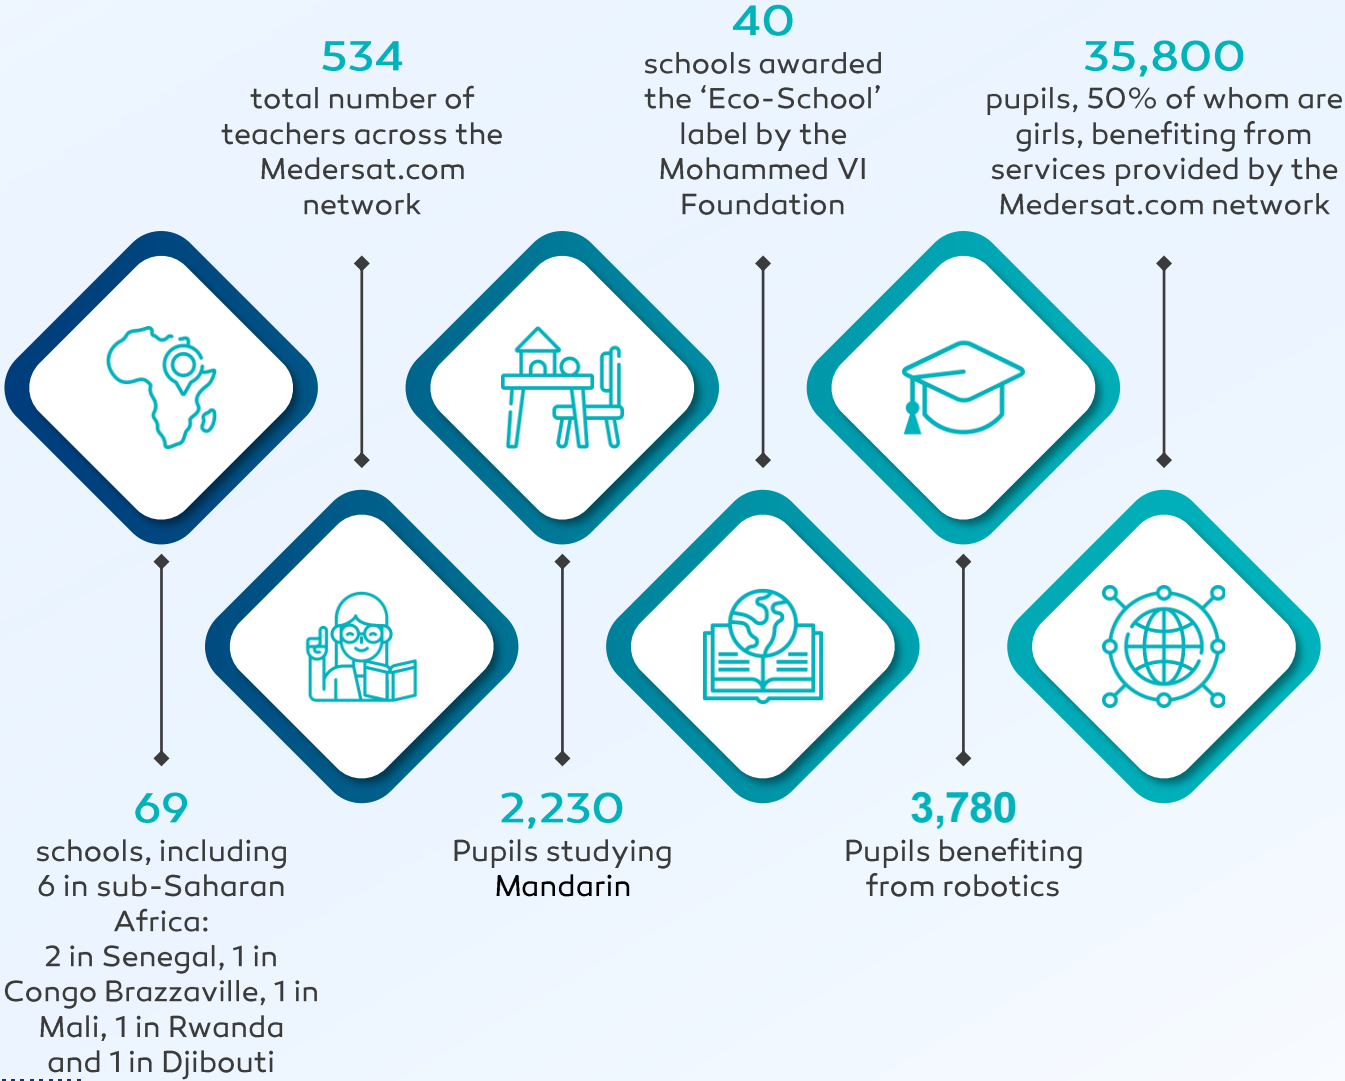 534
total number of
teachers across the
Medersat.com
network
40
schools awarded
the ‘Eco-School’
label by the
Mohammed VI
Foundation
35,800
pupils, 50% of whom are
girls, benefiting from
services provided by the
Medersat.com network
69
schools, including
6 in sub-Saharan
Africa:
2 in Senegal, 1 in
Congo Brazzaville, 1 in
Mali, 1 in Rwanda
and 1 in Djibouti
2,230
Pupils studying
Mandarin
3,780
Pupils benefiting
from robotics